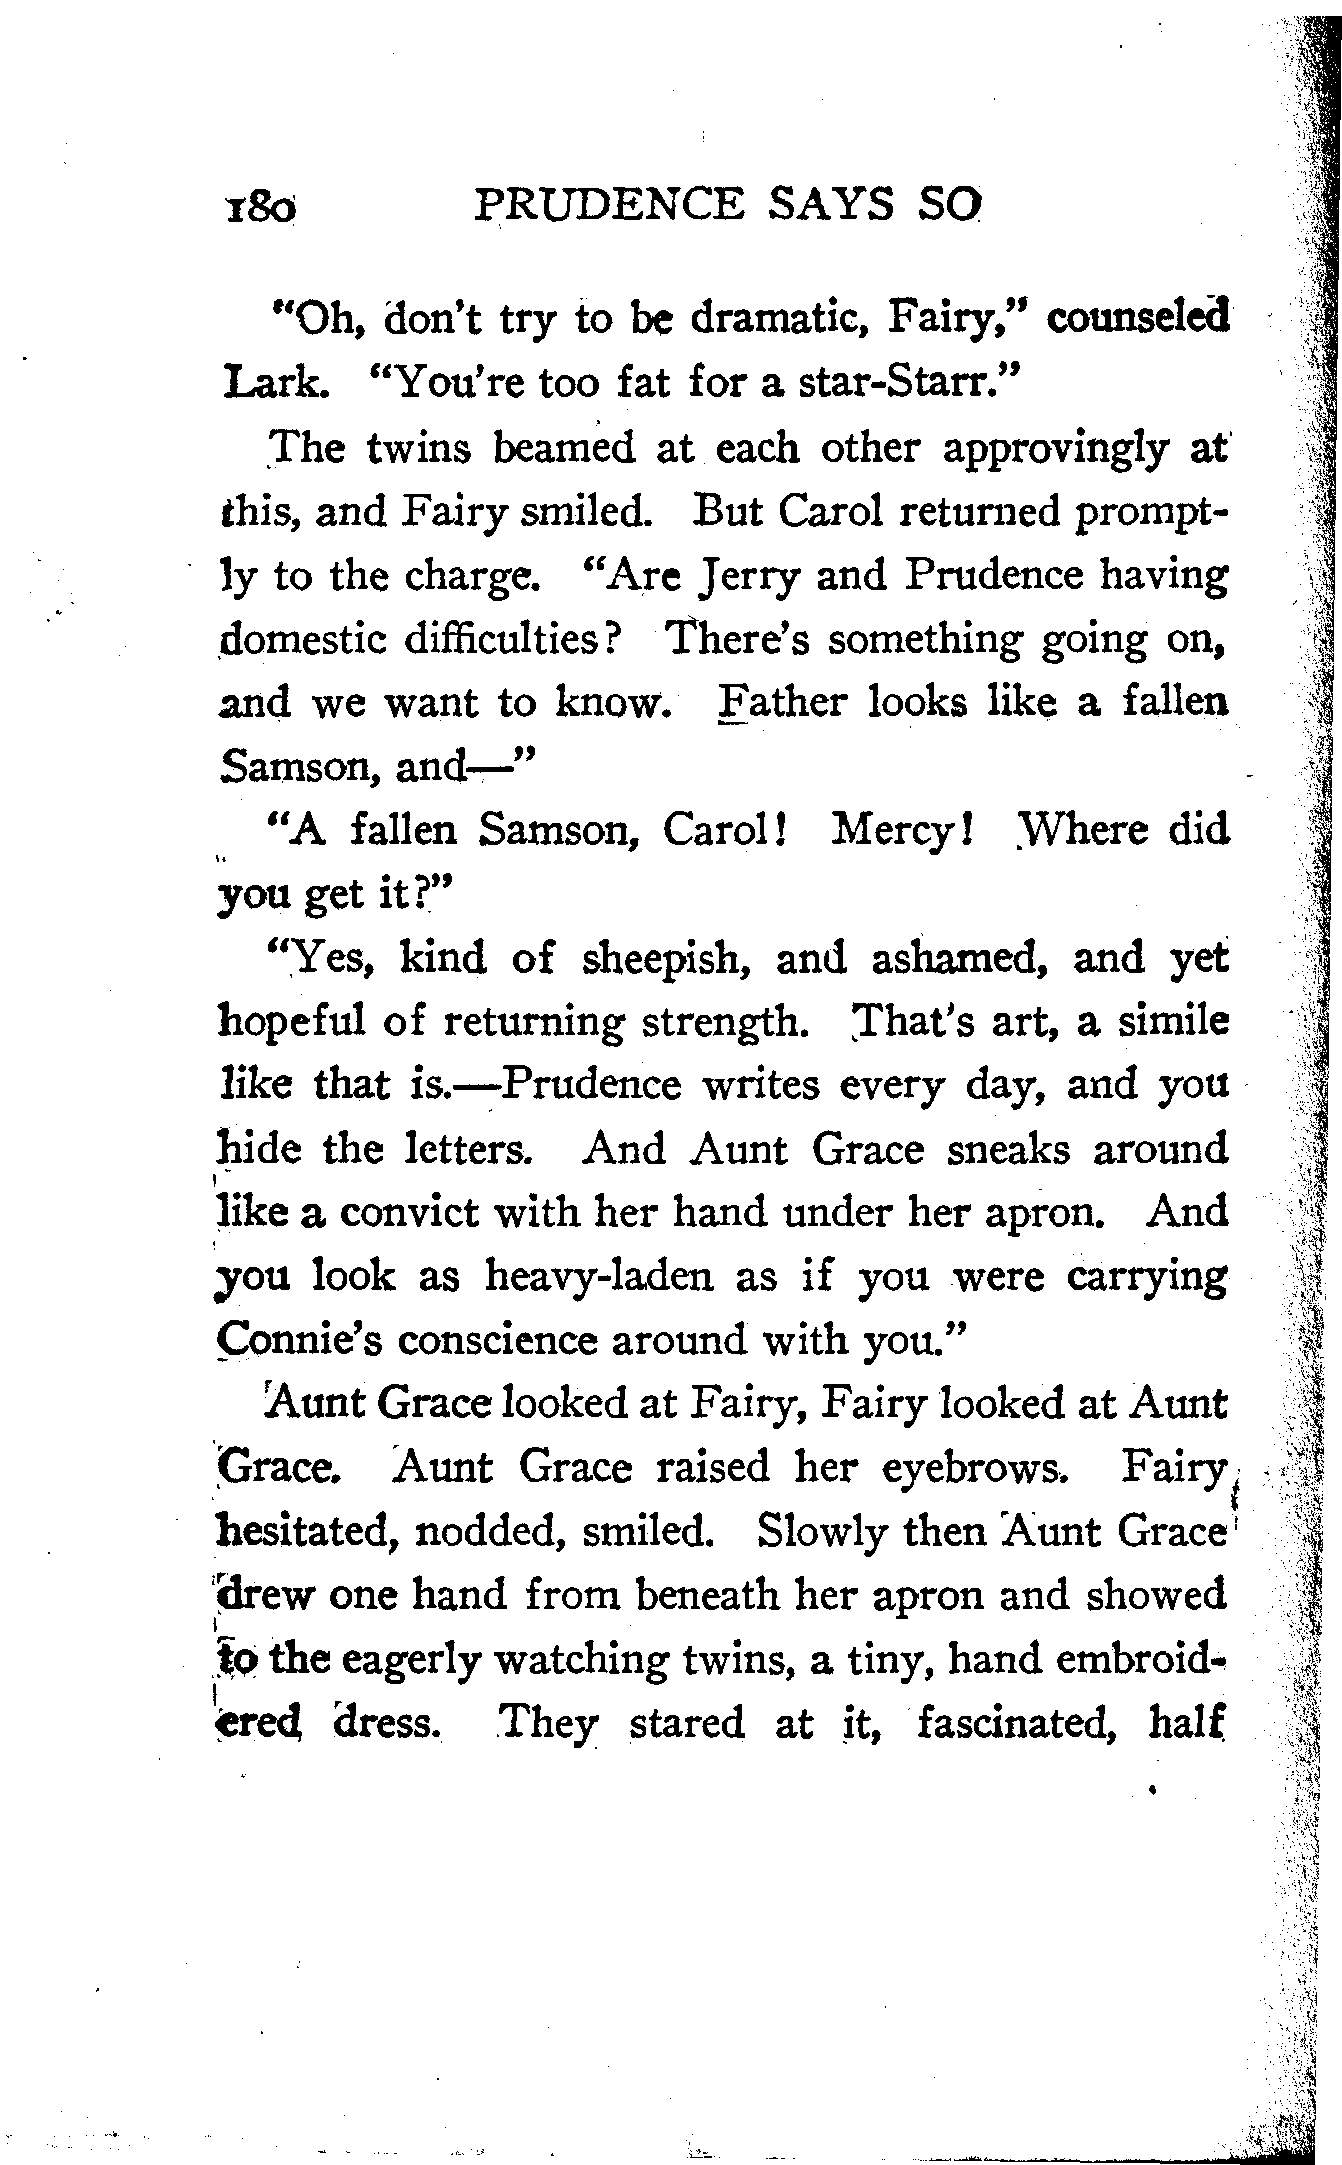 180 PRUDENCE SAYS SO
"Oh, don't try to be dramatic, Fairy," counseled
Lark. "You're too fat for a star-Starr."
The twins beamed at each other approvingly at
this, and Fairy smiled. But Carol returned prompt-
ly to the charge. "Are Jerry and Prudence having
domestic difficulties? There's something going on,
and we want to know. Father looks like a fallen
Samson, and—"
"A fallen Samson, Carol! Mercy! Where did
you get it?"
"Yes, kind of sheepish, and ashamed, and yet
hopeful of returning strength. That's art, a simile
like that is.—Prudence writes every day, and you
hide the letters. And Aunt Grace sneaks around
like a convict with her hand under her apron. And
you look as heavy-laden as if you were carrying
Connie's conscience around with you."
Aunt Grace looked at Fairy, Fairy looked at Aunt
Grace. Aunt Grace raised her eyebrows. Fairy
hesitated, nodded, smiled. Slowly then Aunt Grace
drew one hand from beneath her apron and showed
to the eagerly watching twins, a tiny, hand embroid-
ered dress. They stared at it, fascinated, half